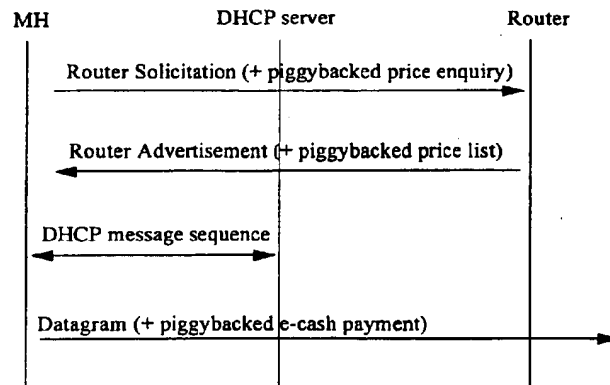 MH DHCP server Router
Router Solicitation (+ piggybacked price enquiry)
Router Advertisement (+ piggybacked price list)
DHCP message sequence
Datagram (+ piggybacked e-cash payment)